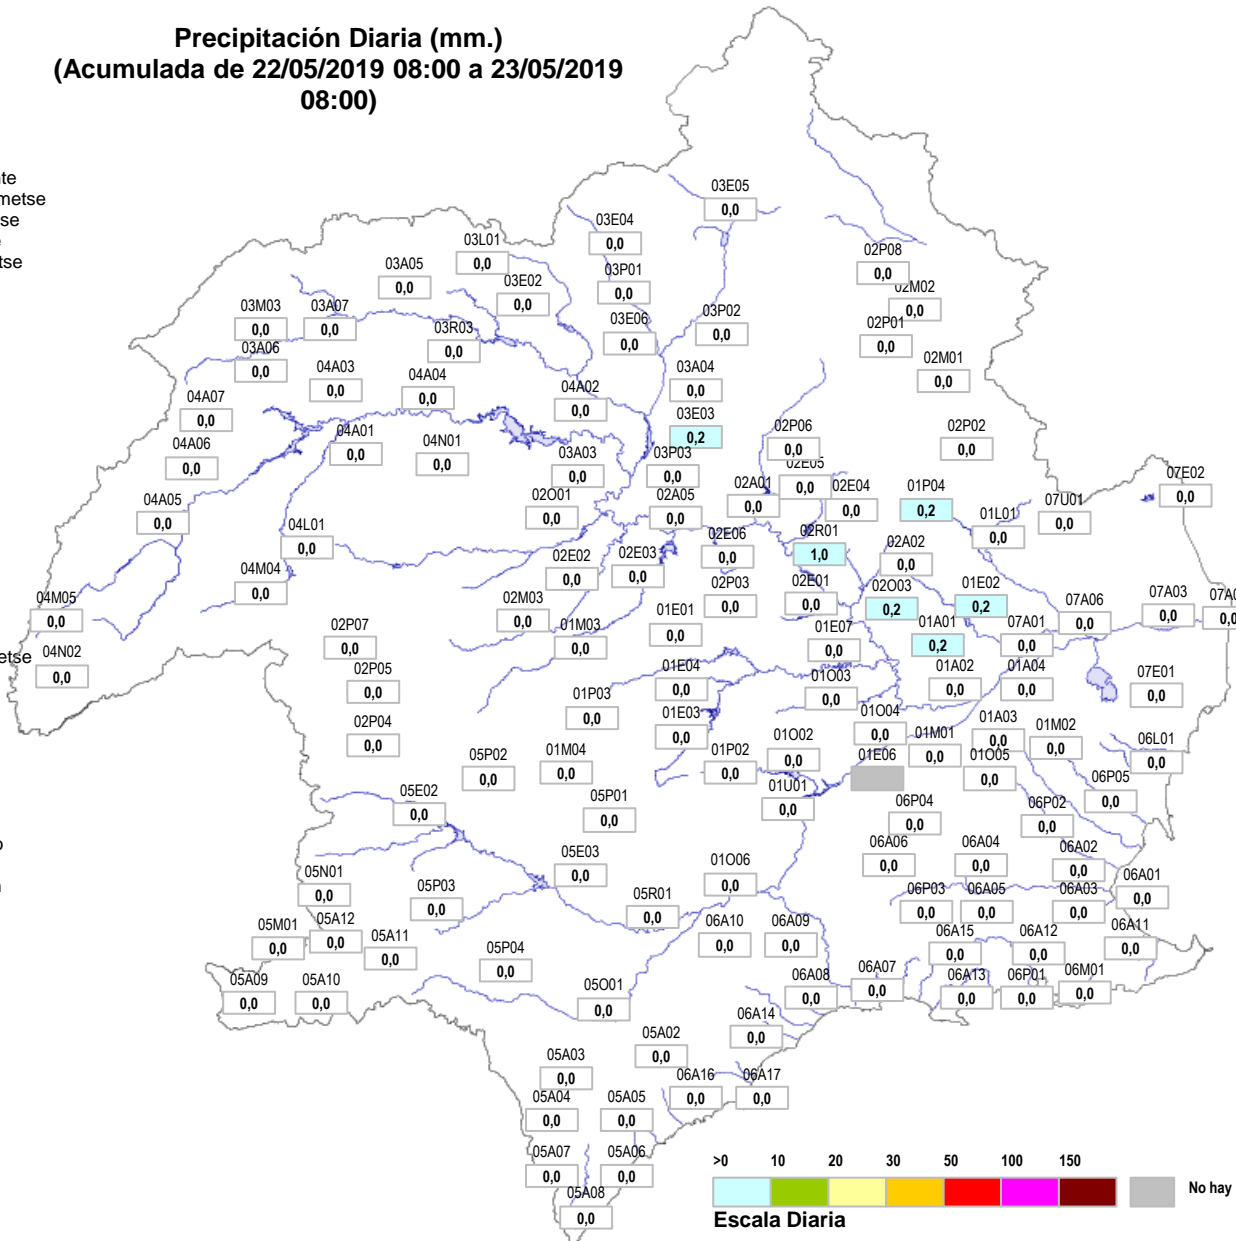 Precipitación Diaria (mm.)
(Acumulada de 22/05/2019 08:00 a 23/05/2019
08:00)
03E05
0,0
03E04
0,0
03L01
0,0
02P08
0,0
03A05
0,0
03P01
0,0
03E02
0,0
02M02
0,0
03M03
0,0
03A07
0,0
03P02
0,0
03E06
0,0
03R03
0,0
02P01
0,0
03A06
0,0
04A03
0,0
04A04
0,0
03A04
0,0
02M01
0,0
04A02
0,0
04A07
0,0
03E03
0,2
04A01
0,0
02P06
0,0
02P02
0,0
04A06
0,0
04N01
0,0
03A03
0,0
03P03
0,0
02E05
0,0
07E02
0,0
02A01
0,0
02E04
0,0
01P04
0,2
04A05
0,0
02O01
0,0
02A05
0,0
07U01
0,0
01L01
0,0
04L01
0,0
02E06
0,0
02R01
1,0
02A02
0,0
02E02
0,0
02E03
0,0
04M04
0,0
02P03
0,0
02E01
0,0
02O03
0,2
01E02
0,2
04M05
0,0
02M03
0,0
07A06
0,0
07A03
0,0
07A0
0,0
02P07
0,0
01M03
0,0
01E01
0,0
01E07
0,0
01A01
0,2
07A01
0,0
04N02
0,0
etse
02P05
0,0
01E04
0,0
01O03
0,0
01A02
0,0
01A04
0,0
07E01
0,0
01P03
0,0
02P04
0,0
01E03
0,0
01O04
0,0
01A03
0,0
01M02
0,0
01M01
0,0
01O02
0,0
06L01
0,0
05P02
0,0
01M04
0,0
01P02
0,0
01E06
01O05
0,0
06P05
0,0
05E02
0,0
01U01
0,0
05P01
0,0
06P04
0,0
06P02
0,0
05E03
0,0
01O06
0,0
06A06
0,0
06A04
0,0
06A02
0,0
05N01
0,0
05P03
0,0
05R01
0,0
06P03
0,0
06A05
0,0
06A03
0,0
06A01
0,0
05M01
0,0
05A12
0,0
05A11
0,0
06A10
0,0
06A09
0,0
06A15
0,0
06A12
0,0
06A11
0,0
05P04
0,0
05A09
0,0
05A10
0,0
05O01
0,0
06A08
0,0
06A07
0,0
06A13
0,0
06P01
0,0
06M01
0,0
06A14
0,0
05A02
0,0
05A03
0,0
06A16
0,0
06A17
0,0
05A04
0,0
05A05
0,0
05A07
0,0
05A06
0,0
05A08
0,0
>0 10 20 30 50 100 150
No hay
Escala Diaria